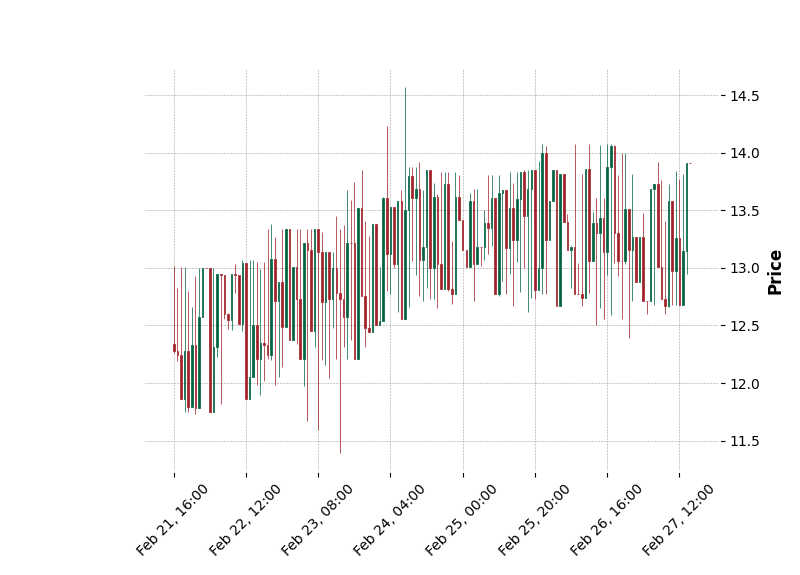 14.5
14.0
13.5
13.0
12.5
12.0
11.5
Price
Feb 21, 16:00
Feb 22, 12:00
Feb 23, 08:00
Feb 24, 04:00
Feb 25, 00:00
Feb 25, 20:00
Feb 26, 16:00
Feb 27, 12:00